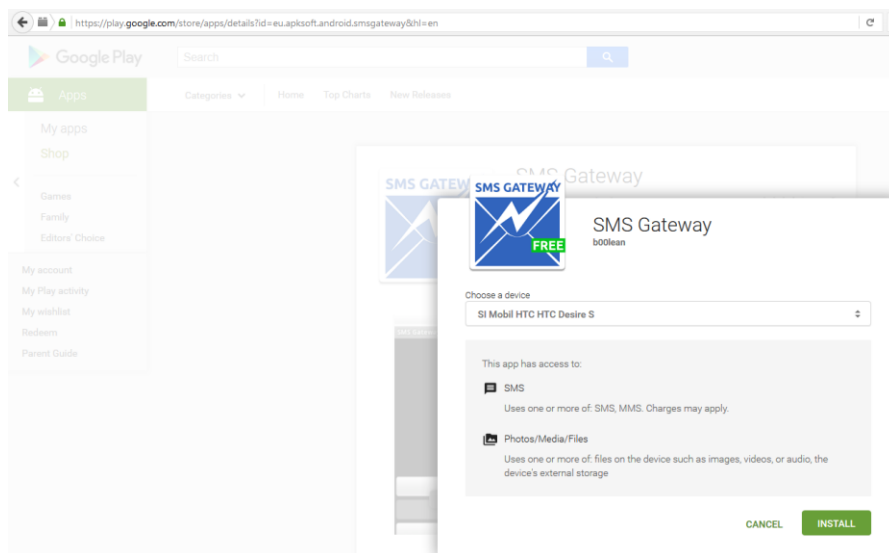 https://play.google.com/store/apps/details?id=eu.apksoft.android.smsgateway&hl=en
Google Play
Search
Apps
Categories
Home
Top Charts
New Releases
My apps
Shop
Games
Family
Editors' Choice
My account
My Play activity
My wishlist
Redeem
Parent Guide
SMS Gateway
SMS GATEW
SMS GATEWAY
FREE
SMS Gateway
b00lean
Choose a device
SI Mobil HTC HTC Desire S
This app has access to:
SMS
Uses one or more of: SMS, MMS. Charges may apply.
Photos/Media/Files
Uses one or more of: files on the device such as images, videos, or audio, the
device's external storage
CANCEL
INSTALL